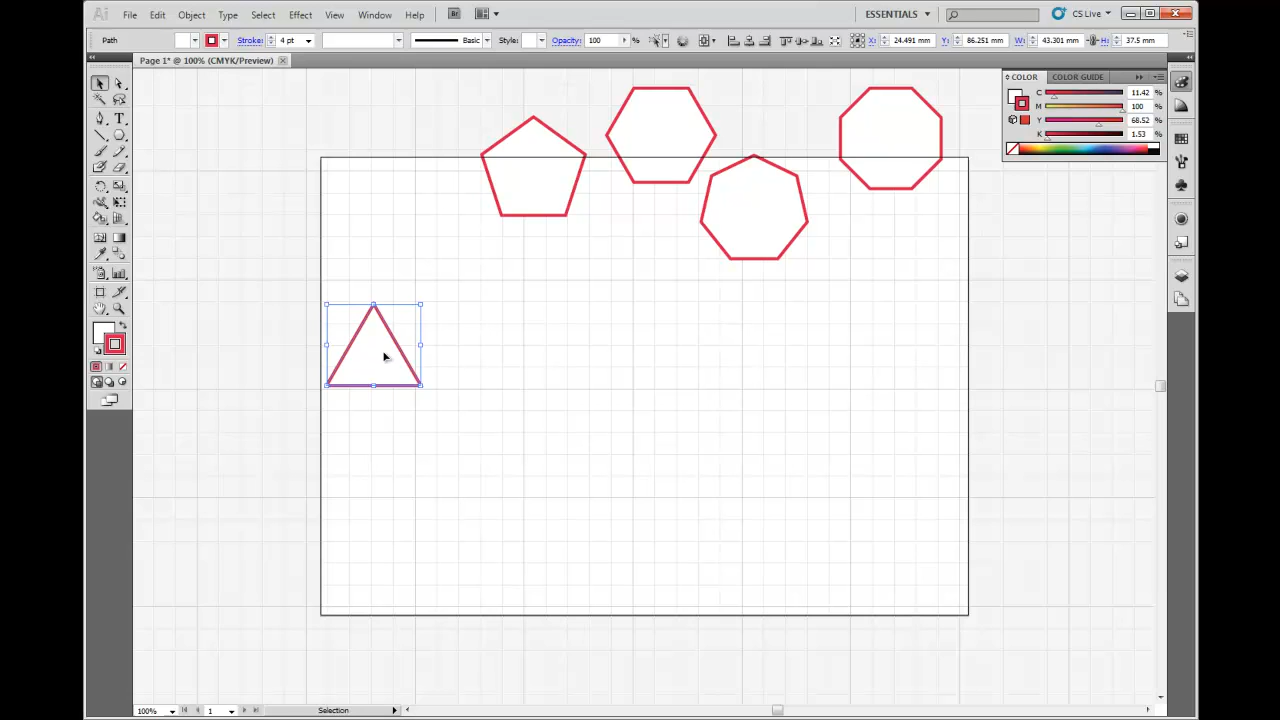 Ai File Edit Object Type Select Effect View Window Help Br ESSENTIALS CS Live
Path Stroke: 4 pt Basic Style: Opacity: 100 % X: 24.491 mm Y: 86.251 mm W: 43.301 mm H: 37.5 mm
Page 1* @ 100% (CMYK/Preview)
COLOR COLOR GUIDE
C 11.42 %
M 100 %
Y 68.52 %
K 1.53 %
T
100% 1 Selection